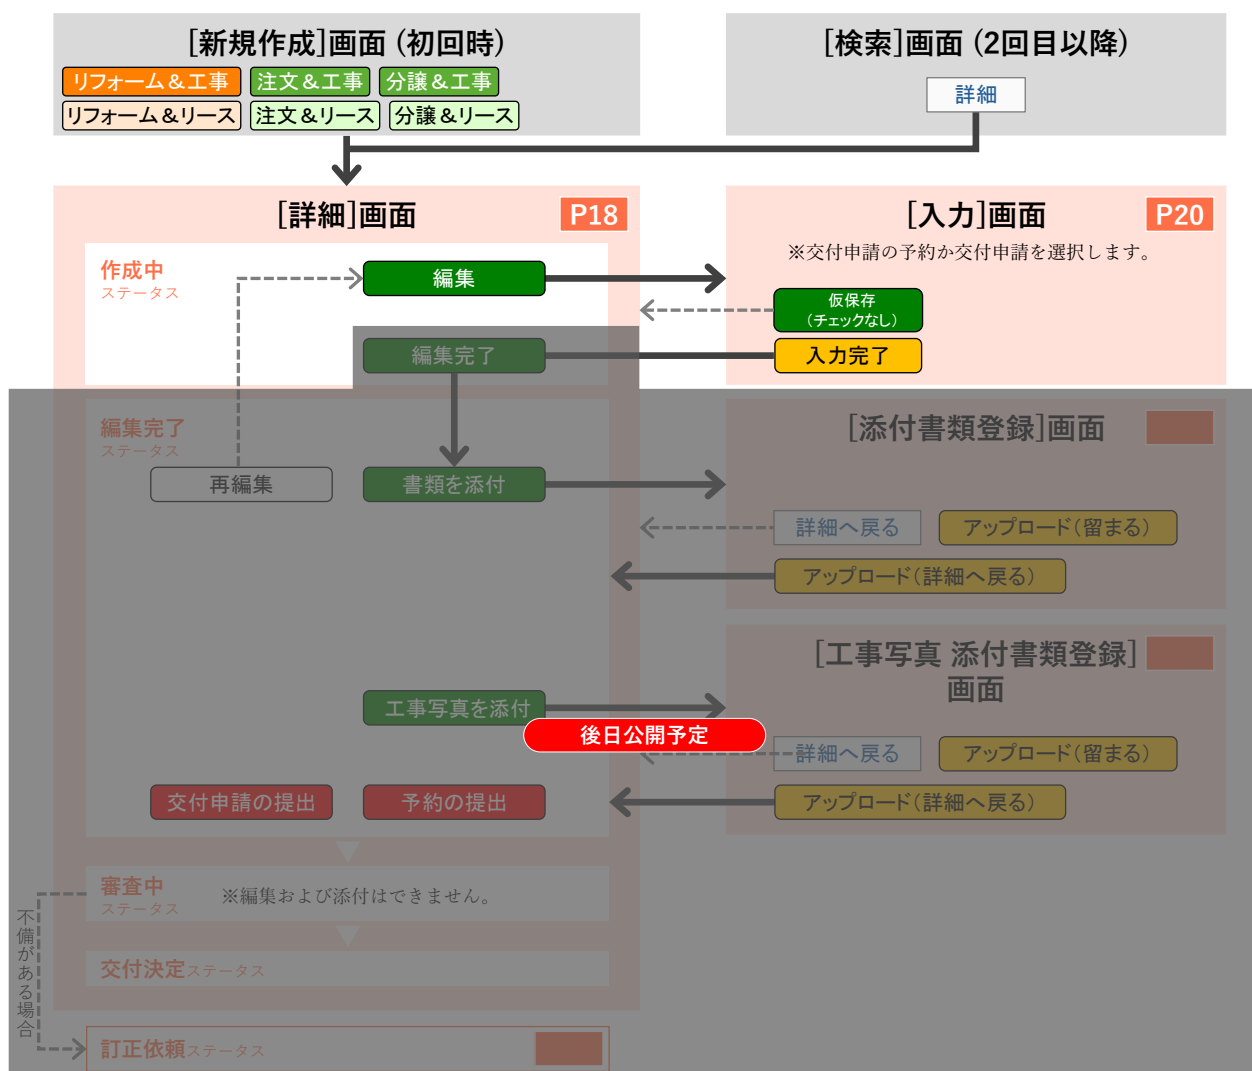 [新規作成]画面 (初回時)
リフォーム＆工事
注文＆工事
分譲＆工事
リフォーム＆リース
注文＆リース
分譲＆リース
[検索]画面 (2回目以降)
詳細
[詳細]画面
P18
作成中
ステータス
編集
編集完了
[入力]画面
P20
※交付申請の予約か交付申請を選択します。
仮保存
（チェックなし）
入力完了
編集完了
ステータス
再編集
書類を添付
[添付書類登録]画面
詳細へ戻る
アップロード（留まる）
アップロード（詳細へ戻る）
工事写真を添付
[工事写真 添付書類登録]
画面
後日公開予定
詳細へ戻る
アップロード（留まる）
アップロード（詳細へ戻る）
交付申請の提出
予約の提出
審査中
ステータス
※編集および添付はできません。
不備がある場合
交付決定ステータス
訂正依頼ステータス